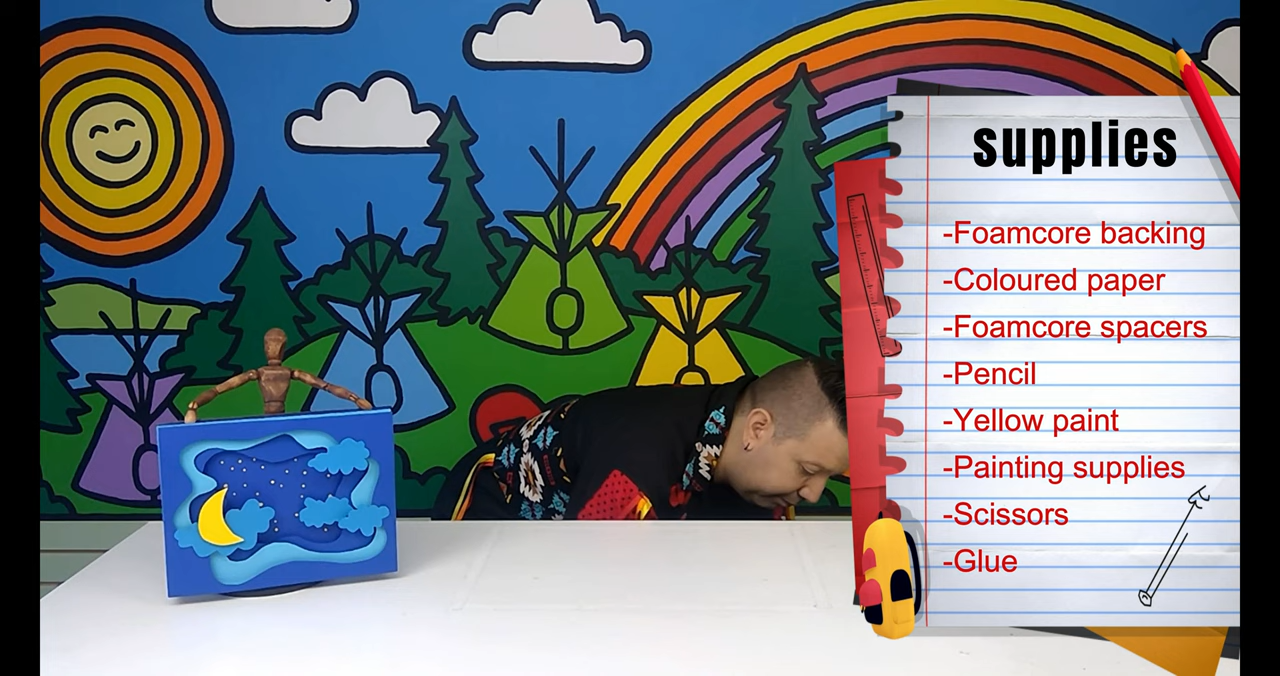 supplies
-Foamcore backing
-Coloured paper
-Foamcore spacers
-Pencil
-Yellow paint
-Painting supplies
-Scissors
-Glue